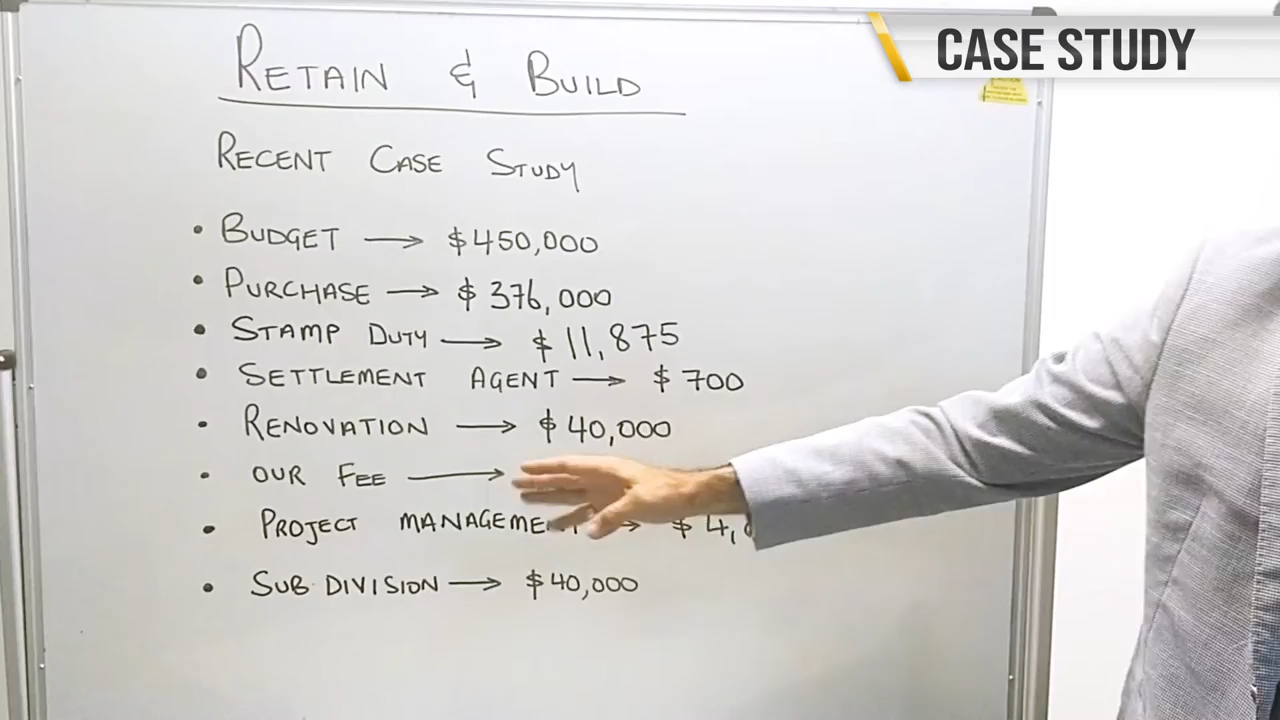 CASE STUDY
RETAIN & BUILD
RECENT CASE STUDY
• BUDGET → $450,000
• PURCHASE → $376,000
• STAMP DUTY → $11,875
• SETTLEMENT AGENT → $700
• RENOVATION → $40,000
• OUR FEE →
• PROJECT → $4,
• SUB DIVISION → $40,000